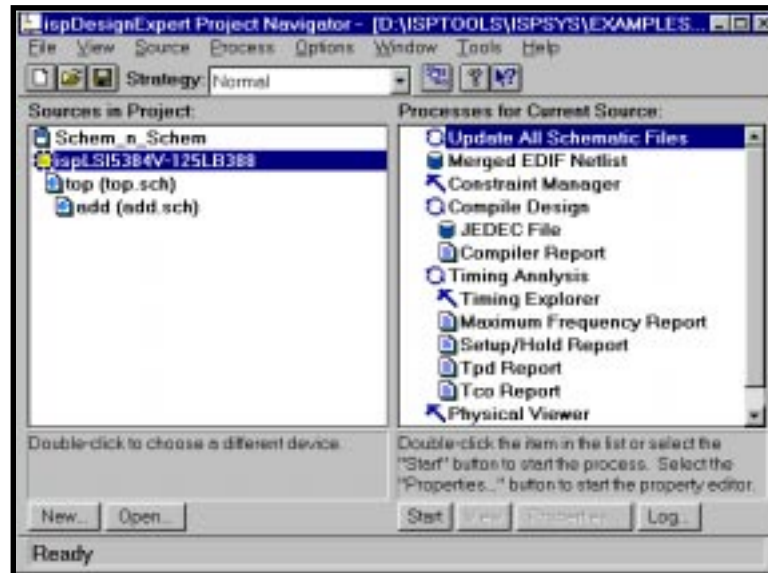 ispDesignExpert Project Navigator - [D:\ISPTOOLS\ISPSYS\EXAMPLES...
File View Source Process Options Window Tools Help
Strategy: Normal
Sources in Project:
Schem_n_Schem
ispLSI5384V-125LB388
top (top.sch)
add (add.sch)
Double-click to choose a different device.
New... Open...
Processes for Current Source:
Update All Schematic Files
Merged EDIF Netlist
Constraint Manager
Compile Design
JEDEC File
Compiler Report
Timing Analysis
Timing Explorer
Maximum Frequency Report
Setup/Hold Report
Tpd Report
Tco Report
Physical Viewer
Double-click the item in the list or select the
"Start" button to start the process. Select the
"Properties..." button to start the property editor.
Start View Properties... Log...
Ready